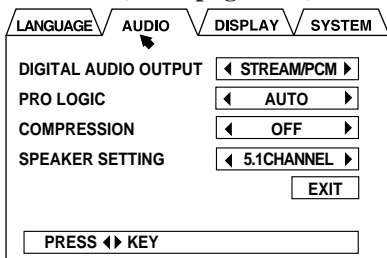 LANGUAGE AUDIO DISPLAY SYSTEM
DIGITAL AUDIO OUTPUT ◀ STREAM/PCM ▶
PRO LOGIC ◀ AUTO ▶
COMPRESSION ◀ OFF ▶
SPEAKER SETTING ◀ 5.1CHANNEL ▶
EXIT
PRESS ◀▶ KEY